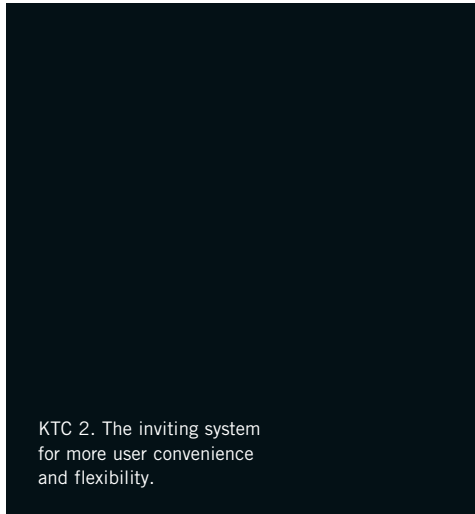 KTC 2. The inviting system
for more user convenience
and flexibility.